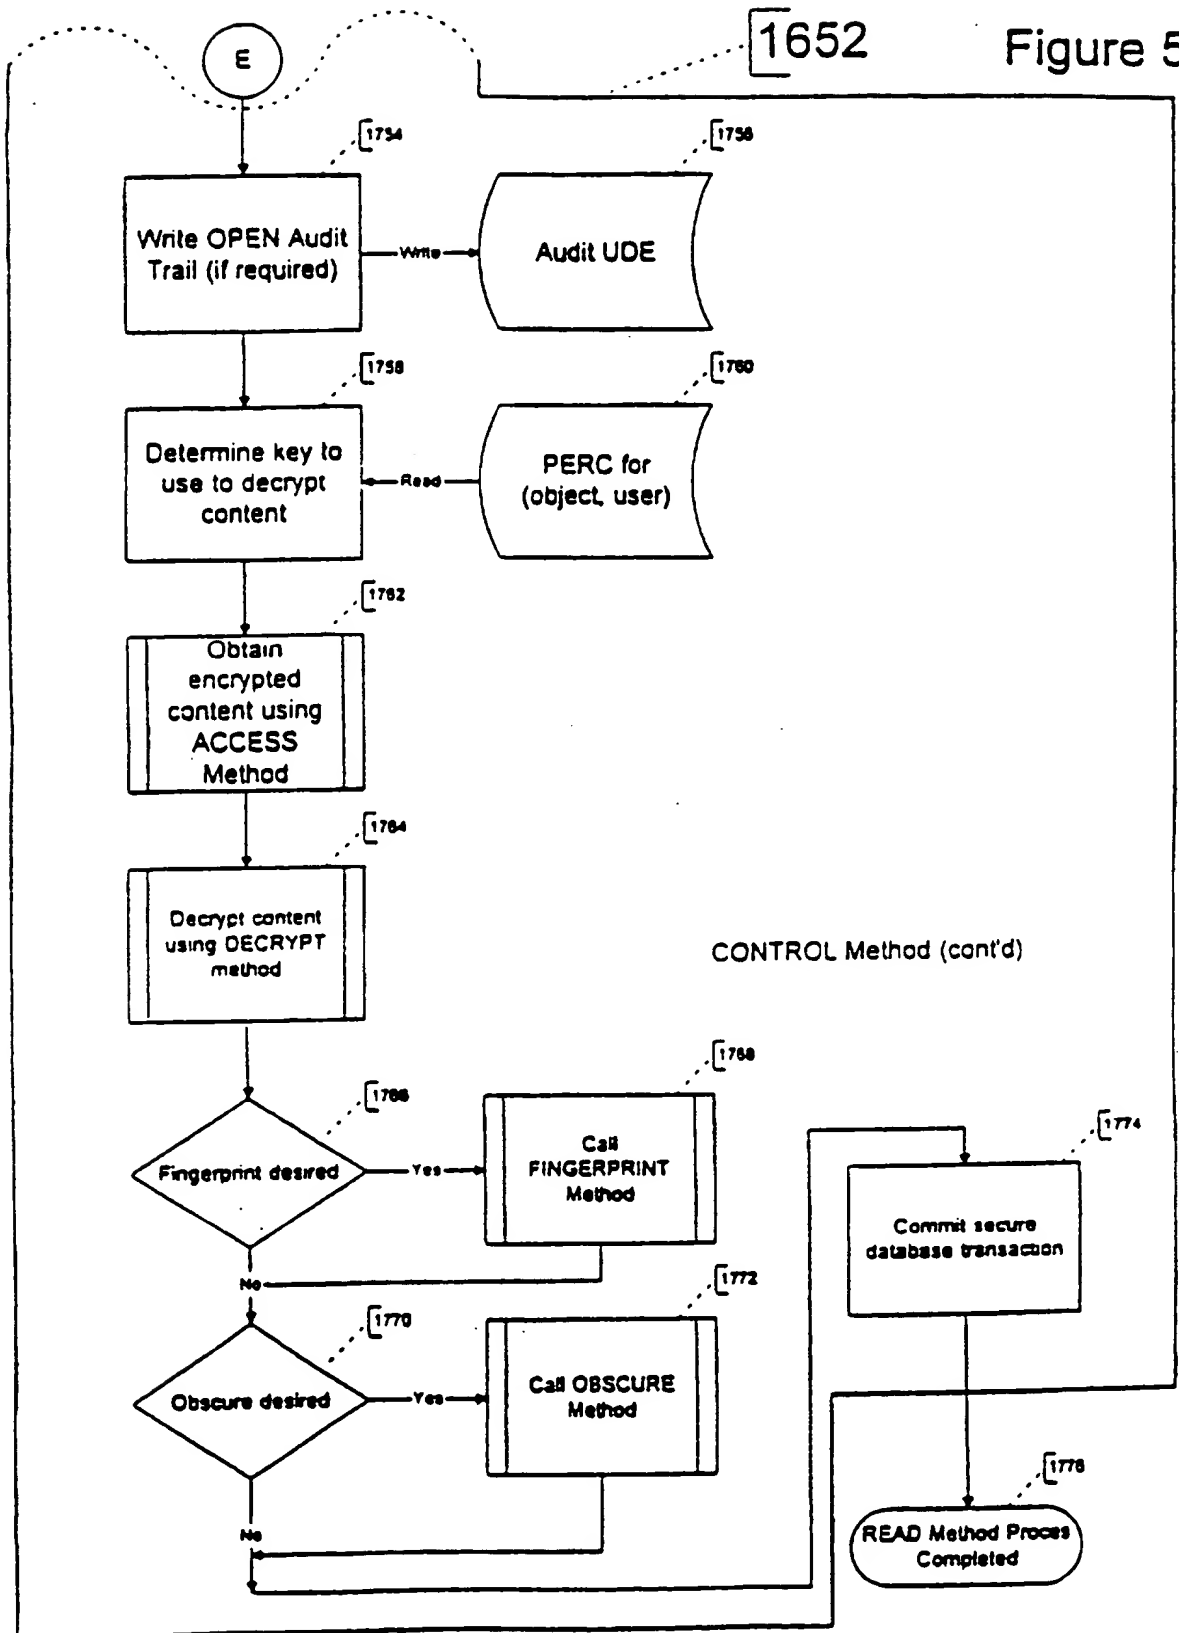 1652
Figure 5
E
1754
1756
Write OPEN Audit
Trail (if required)
Write
Audit UDE
1758
1760
Determine key to
use to decrypt
content
Read
PERC for
(object, user)
1762
Obtain
encrypted
content using
ACCESS
Method
1764
Decrypt content
using DECRYPT
method
CONTROL Method (cont'd)
1766
1768
1774
Fingerprint desired
Yes
Call
FINGERPRINT
Method
Commit secure
database transaction
No
1770
1772
Obscure desired
Yes
Call OBSCURE
Method
No
1776
READ Method Proces
Completed